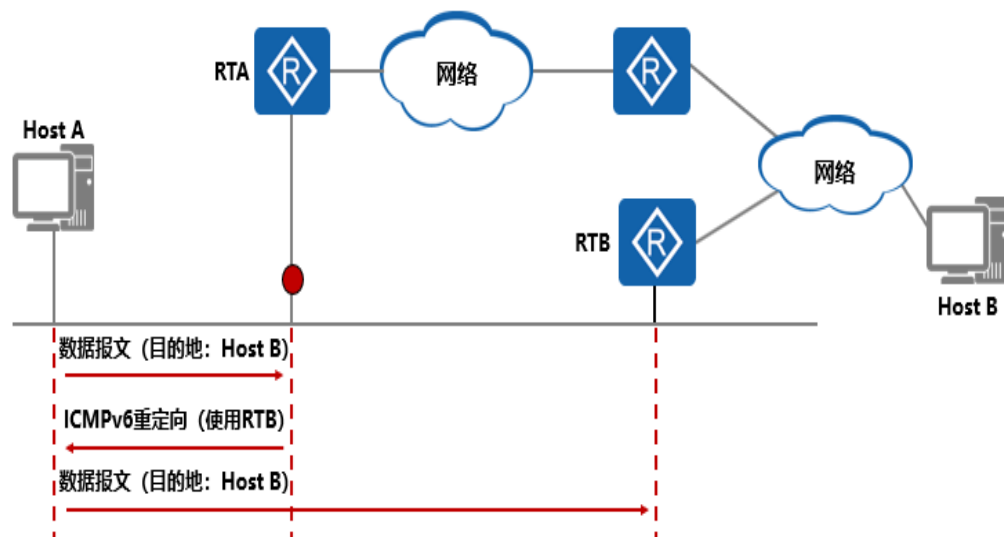 RTA
网络
Host A
网络
RTB
Host B
数据报文（目的地：Host B）
ICMPv6重定向（使用RTB）
数据报文（目的地：Host B）